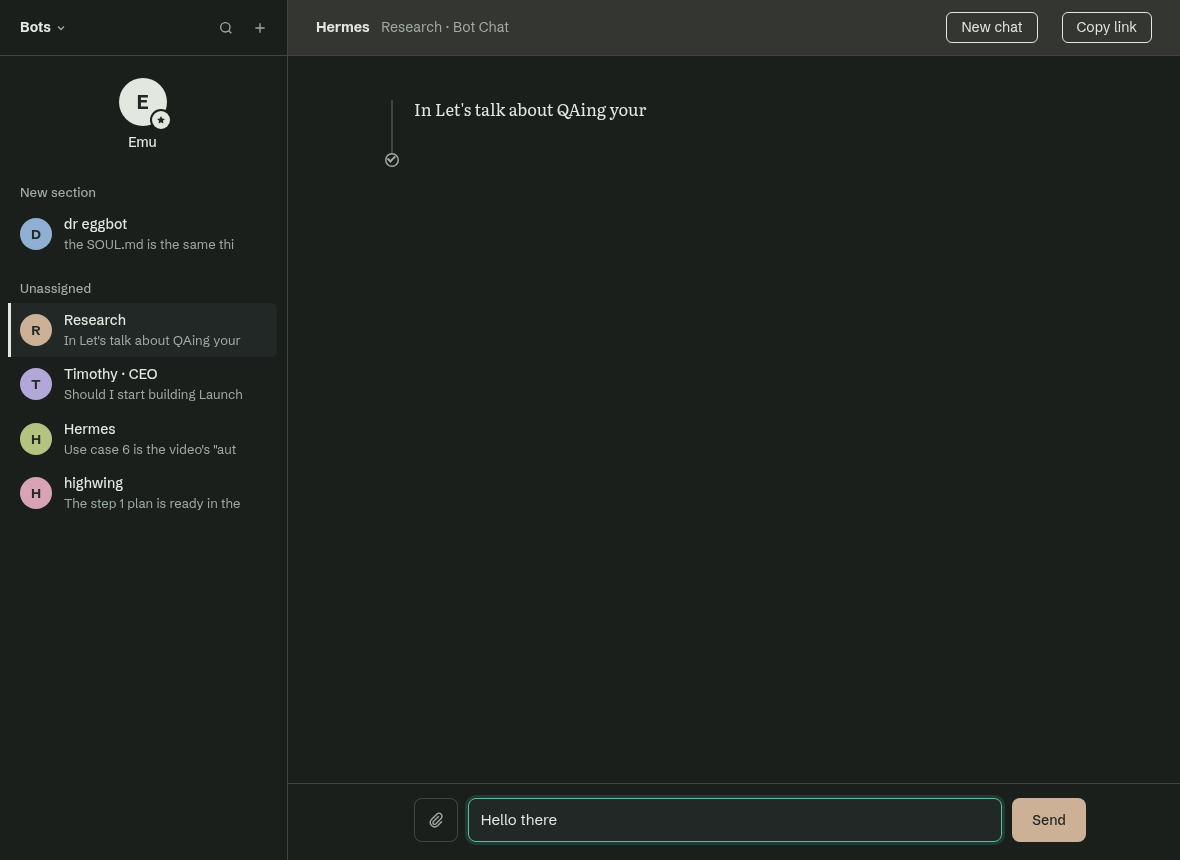 Bots
E
Emu
New section
D
dr eggbot
the SOUL.md is the same thi
Unassigned
R
Research
In Let's talk about QAing your
T
Timothy · CEO
Should I start building Launch
H
Hermes
Use case 6 is the video's "aut
H
highwing
The step 1 plan is ready in the
Hermes Research · Bot Chat
New chat
Copy link
In Let's talk about QAing your
Hello there
Send